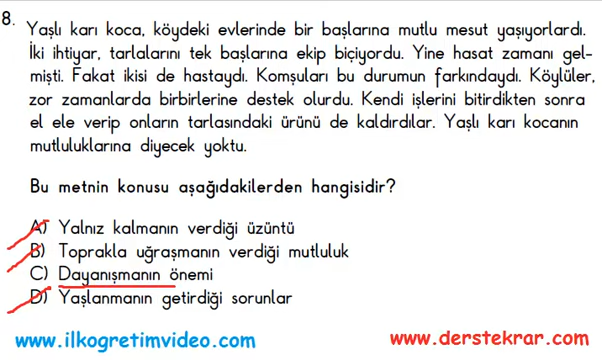 8. Yaşlı karı koca, köydeki evlerinde bir başlarına mutlu mesut yaşıyorlardı.
İki ihtiyar, tarlalarını tek başlarına ekip biçiyordu. Yine hasat zamanı gel-
mişti. Fakat ikisi de hastaydı. Komşuları bu durumun farkındaydı. Köylüler,
zor zamanlarda birbirlerine destek olurdu. Kendi işlerini bitirdikten sonra
el ele verip onların tarlasındaki ürünü de kaldırdılar. Yaşlı karı kocanın
mutluluklarına diyecek yoktu.
Bu metnin konusu aşağıdakilerden hangisidir?
A) Yalnız kalmanın verdiği üzüntü
B) Toprakla uğraşmanın verdiği mutluluk
C) Dayanışmanın önemi
D) Yaşlanmanın getirdiği sorunlar
www.ilkogretimvideo.com www.derstekrar.com